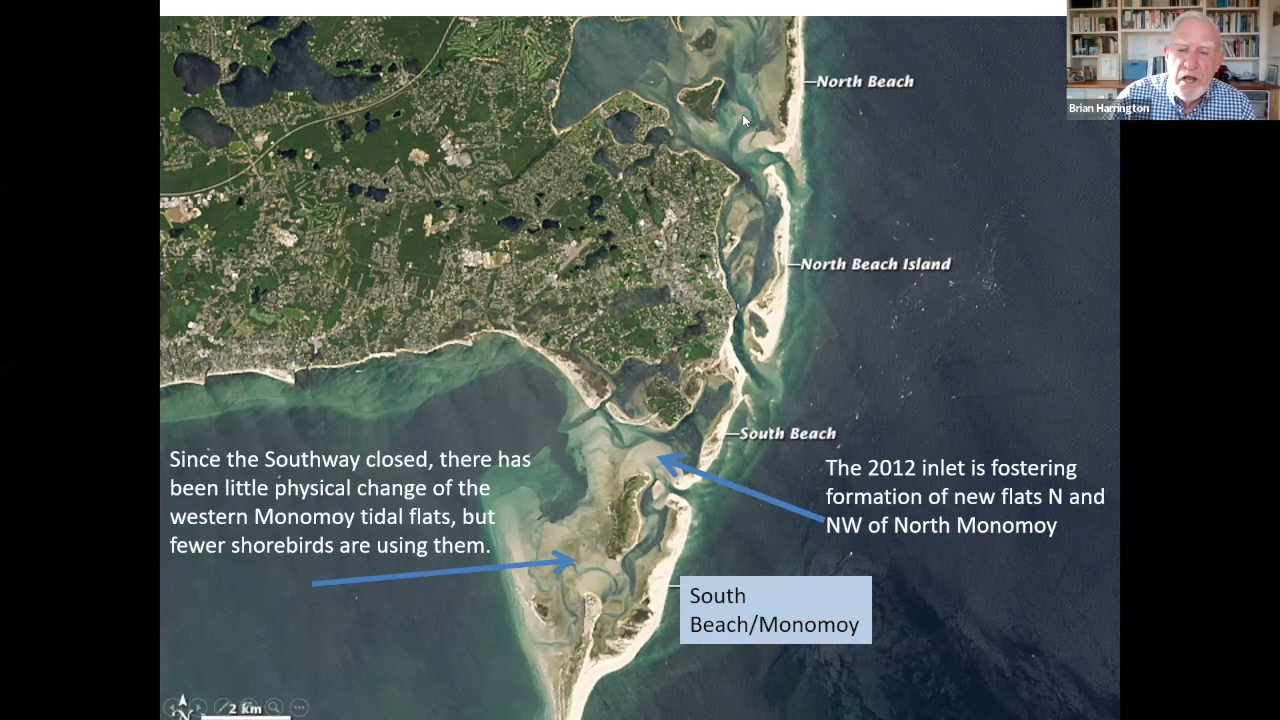 North Beach
Brian Harrington
North Beach Island
South Beach
Since the Southway closed, there has
been little physical change of the
western Monomoy tidal flats, but
fewer shorebirds are using them.
The 2012 inlet is fostering
formation of new flats N and
NW of North Monomoy
South
Beach/Monomoy
N
2 km